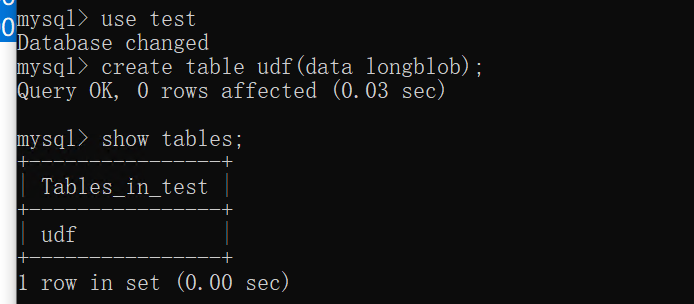 00
mysql> use test
Database changed
mysql> create table udf(data longblob);
Query OK, 0 rows affected (0.03 sec)
mysql> show tables;
+----------------+
| Tables_in_test |
+----------------+
| udf            |
+----------------+
1 row in set (0.00 sec)